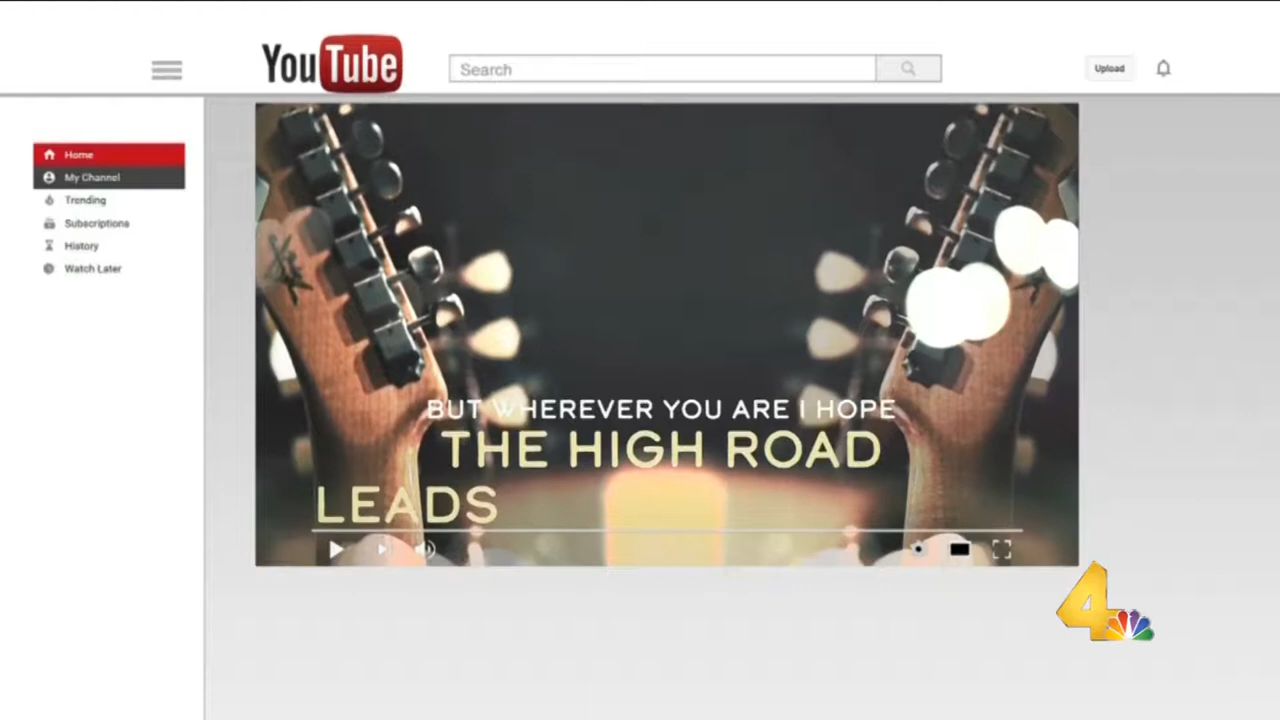 YouTube
Search
Upload
Home
My Channel
Trending
Subscriptions
History
Watch Later
BUT WHEREVER YOU ARE I HOPE
THE HIGH ROAD
LEADS
4